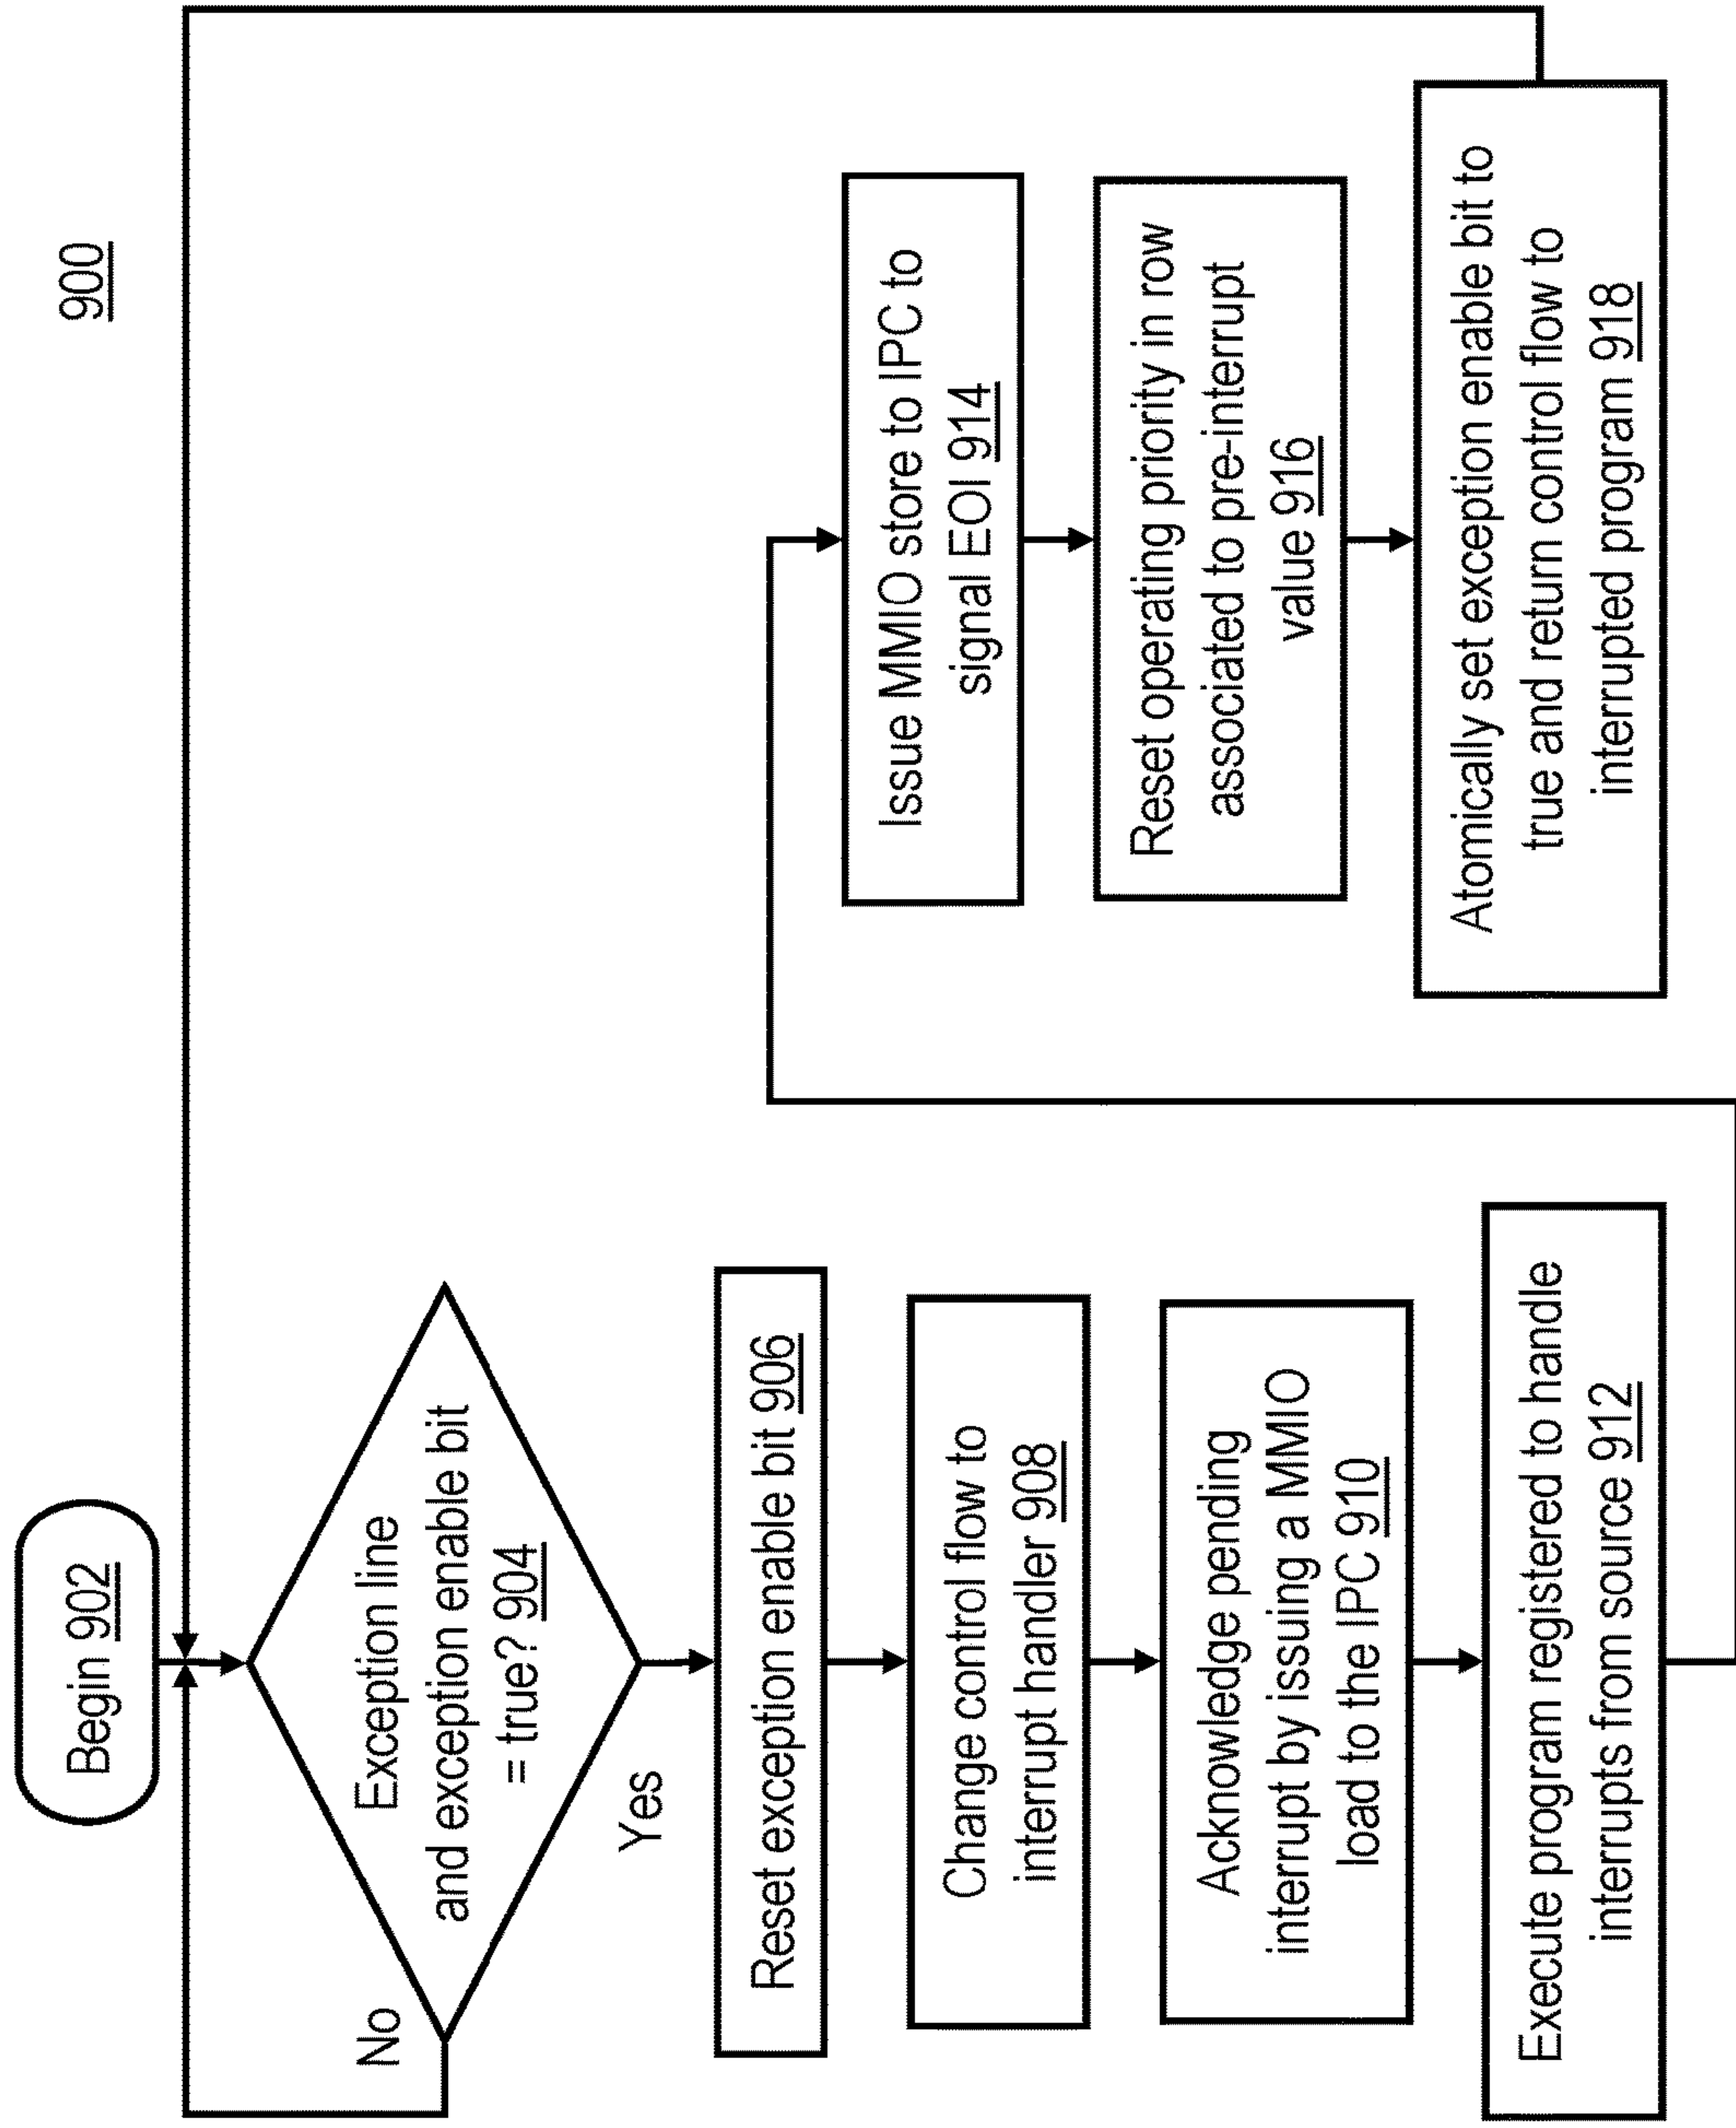 900
Begin 902
Exception line
and exception enable bit
= true? 904
No
Yes
Reset exception enable bit 906
Change control flow to
interrupt handler 908
Acknowledge pending
interrupt by issuing a MMIO
load to the IPC 910
Execute program registered to handle
interrupts from source 912
Issue MMIO store to IPC to
signal EOI 914
Reset operating priority in row
associated to pre-interrupt
value 916
Atomically set exception enable bit to
true and return control flow to
interrupted program 918